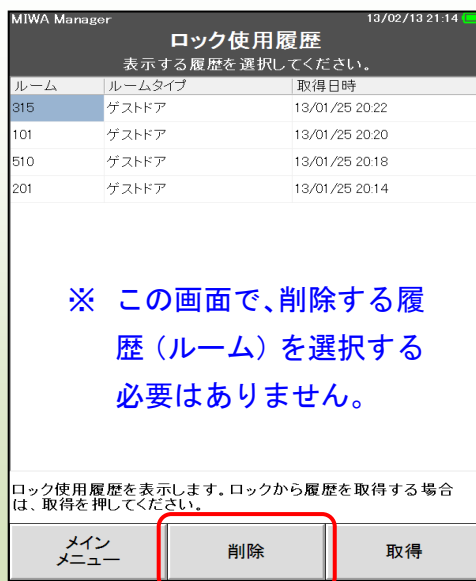 MIWA Manager 13/02/13 21:14
ロック使用履歴
表示する履歴を選択してください。
ルーム ルームタイプ 取得日時
315 ゲストドア 13/01/25 20:22
101 ゲストドア 13/01/25 20:20
510 ゲストドア 13/01/25 20:18
201 ゲストドア 13/01/25 20:14
※ この画面で、削除する履
歴（ルーム）を選択する
必要はありません。
ロック使用履歴を表示します。ロックから履歴を取得する場合
は、取得を押してください。
メイン
メニュー 削除 取得